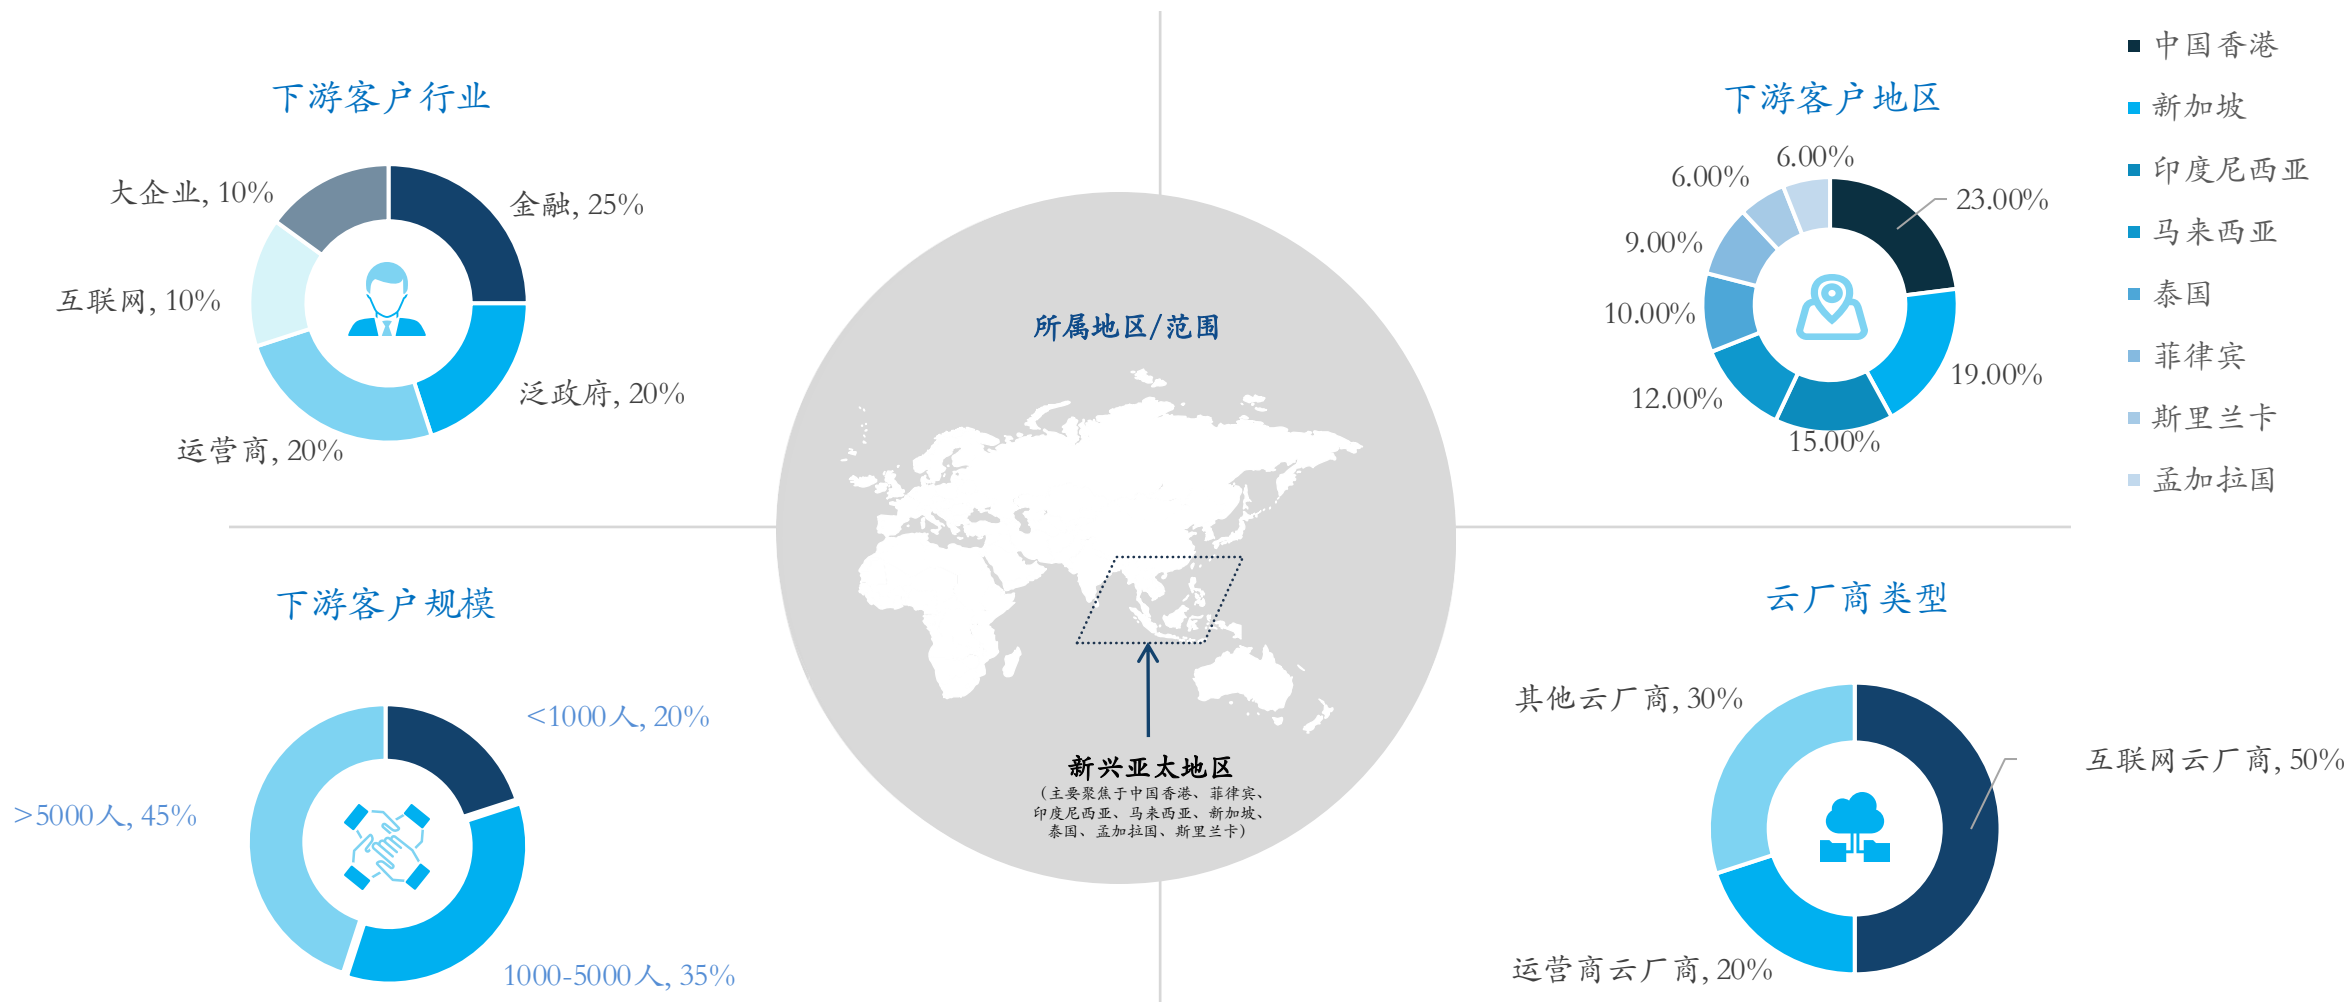 下游客户行业
大企业, 10%
金融, 25%
互联网, 10%
泛政府, 20%
运营商, 20%
下游客户地区
6.00%
6.00%
23.00%
9.00%
10.00%
19.00%
12.00%
15.00%
中国香港
新加坡
印度尼西亚
马来西亚
泰国
菲律宾
斯里兰卡
孟加拉国
所属地区/范围
新兴亚太地区
（主要聚焦于中国香港、菲律宾、
印度尼西亚、马来西亚、新加坡、
泰国、孟加拉国、斯里兰卡）
下游客户规模
<1000人, 20%
>5000人, 45%
1000-5000人, 35%
云厂商类型
其他云厂商, 30%
互联网云厂商, 50%
运营商云厂商, 20%